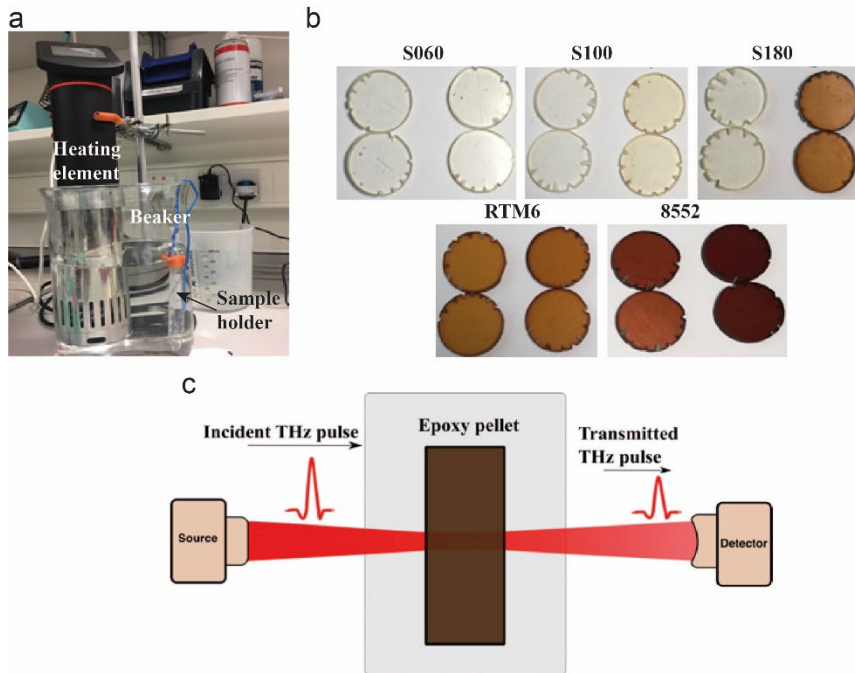 a
Heating
element
Beaker
Sample
holder
b
S060
S100
S180
RTM6
8552
c
Incident THz pulse
Epoxy pellet
Transmitted
THz pulse
Source
Detector